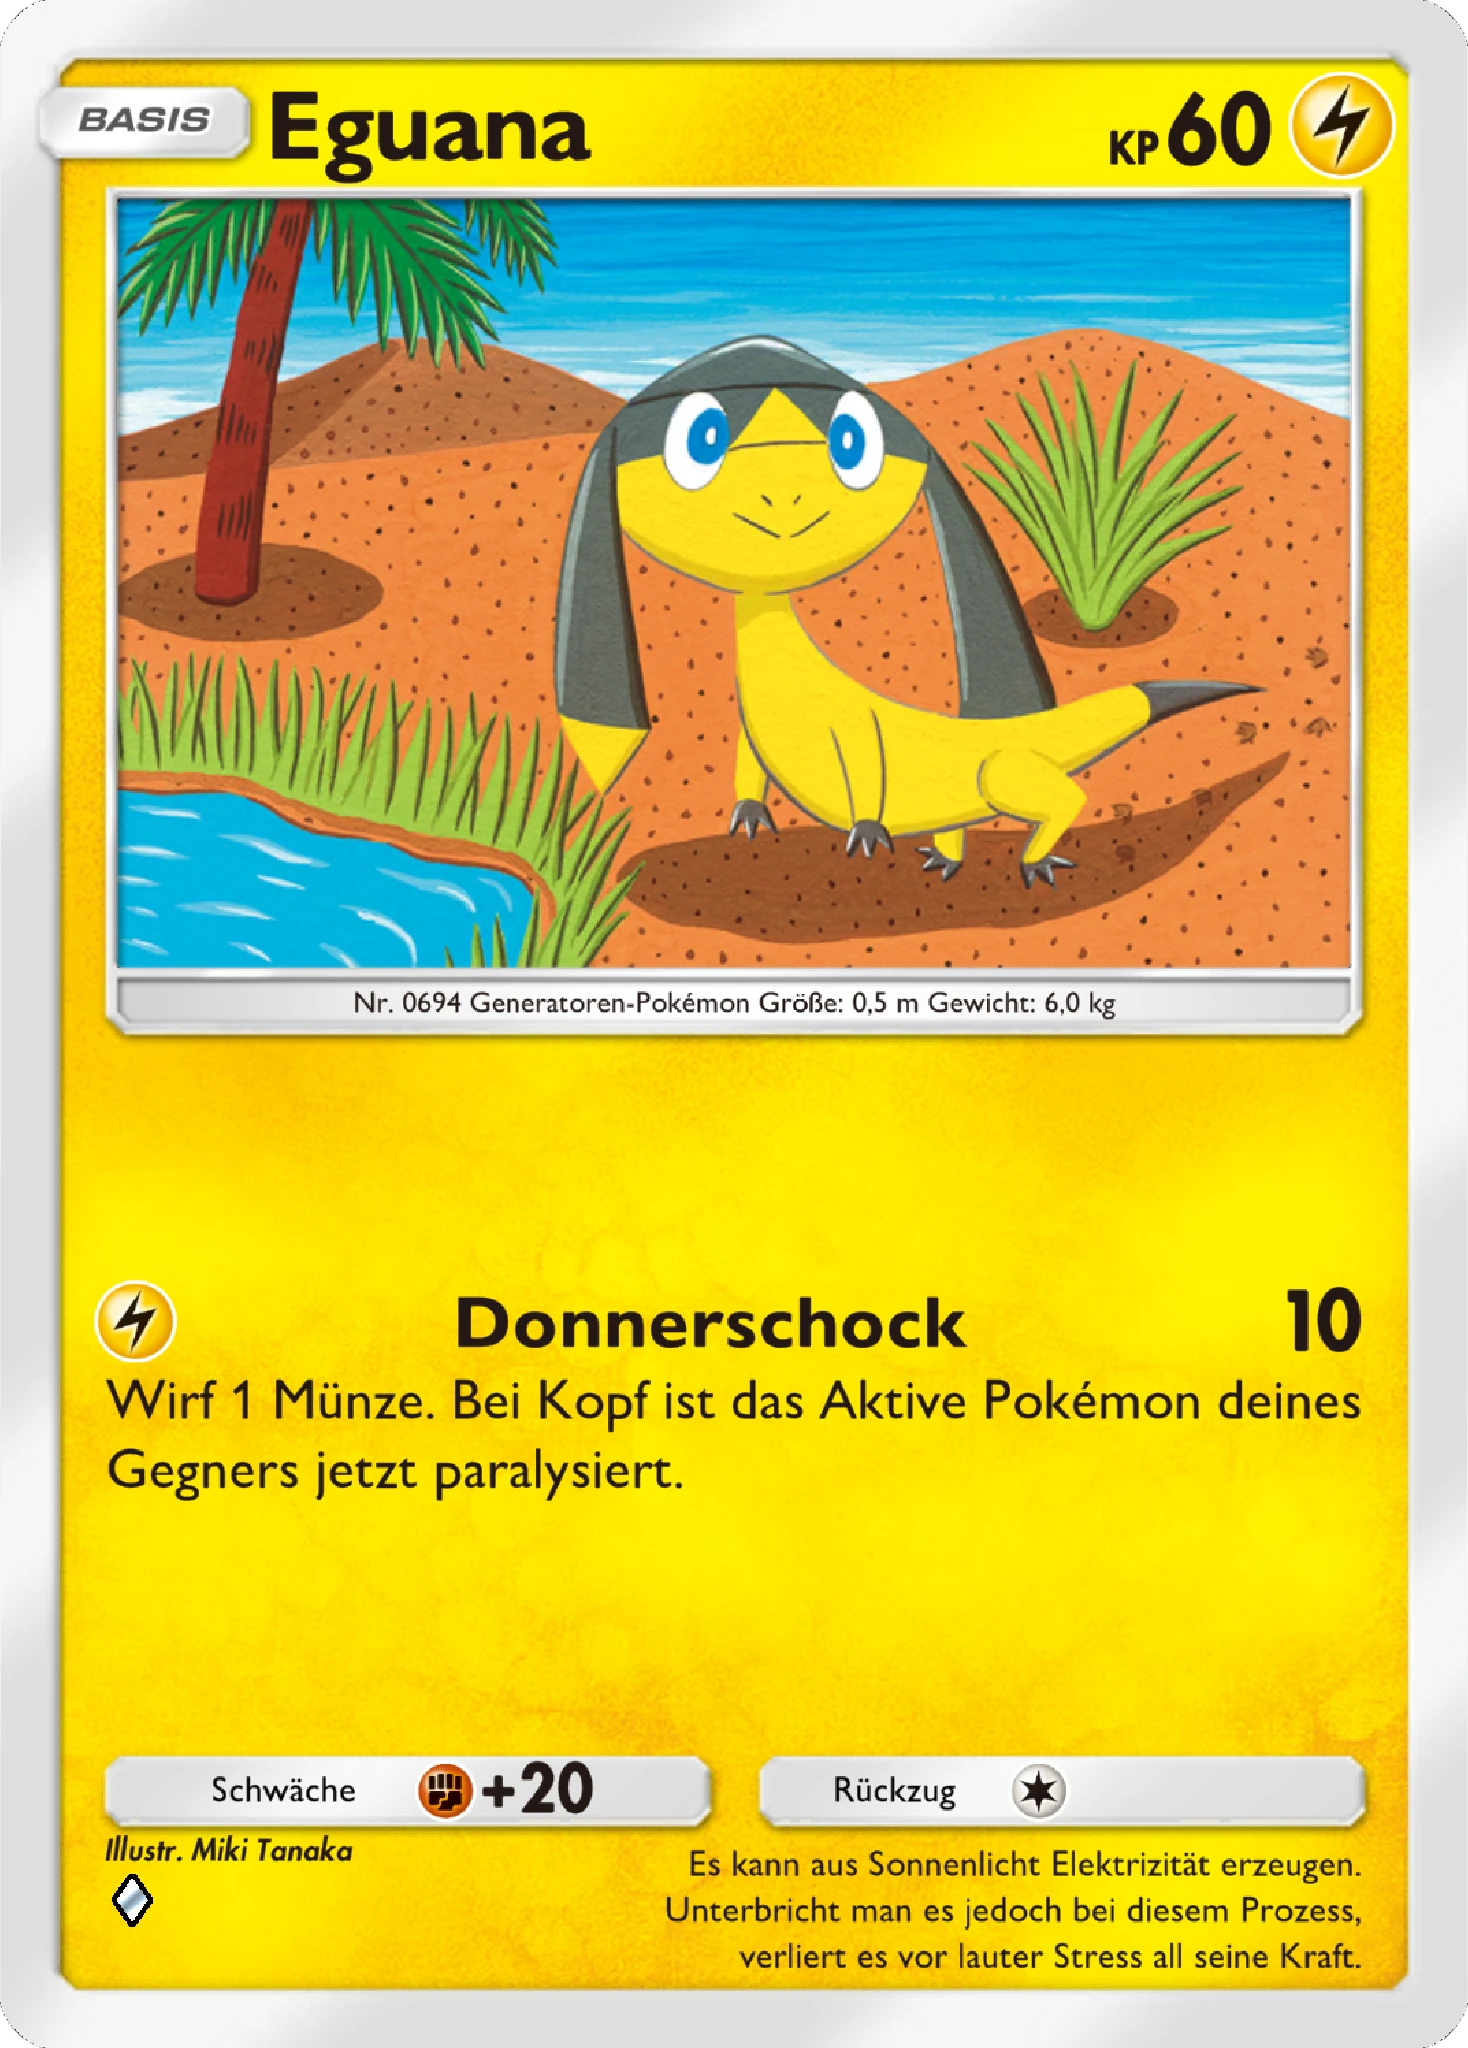 BASIS Eguana KP 60
Nr. 0694 Generatoren-Pokémon Größe: 0,5 m Gewicht: 6,0 kg
Donnerschock 10
Wirf 1 Münze. Bei Kopf ist das Aktive Pokémon deines
Gegners jetzt paralysiert.
Schwäche +20 Rückzug
Illustr. Miki Tanaka
Es kann aus Sonnenlicht Elektrizität erzeugen.
Unterbricht man es jedoch bei diesem Prozess,
verliert es vor lauter Stress all seine Kraft.